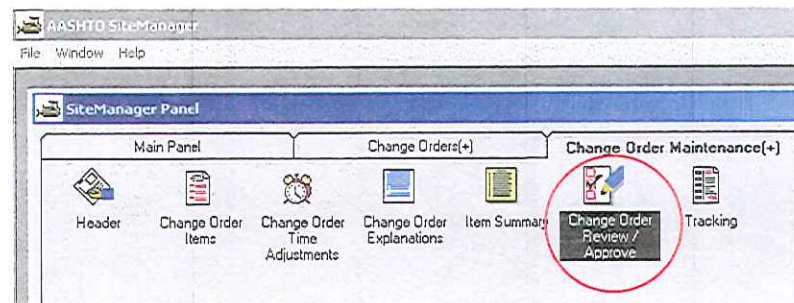 AASHTO SiteManager
File Window Help
SiteManager Panel
Main Panel
Change Orders(+)
Change Order Maintenance(+)
Header
Change Order
Items
Change Order
Time
Adjustments
Change Order
Explanations
Item Summary
Change Order
Review /
Approve
Tracking